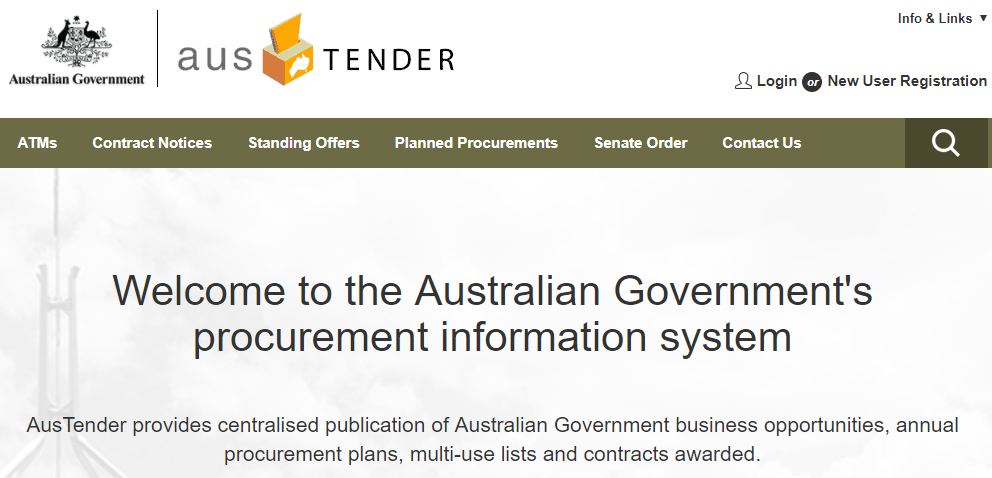 Info & Links ▼
Australian Government
aus TENDER
Login or New User Registration
ATMs Contract Notices Standing Offers Planned Procurements Senate Order Contact Us
Welcome to the Australian Government's
procurement information system
AusTender provides centralised publication of Australian Government business opportunities, annual
procurement plans, multi-use lists and contracts awarded.